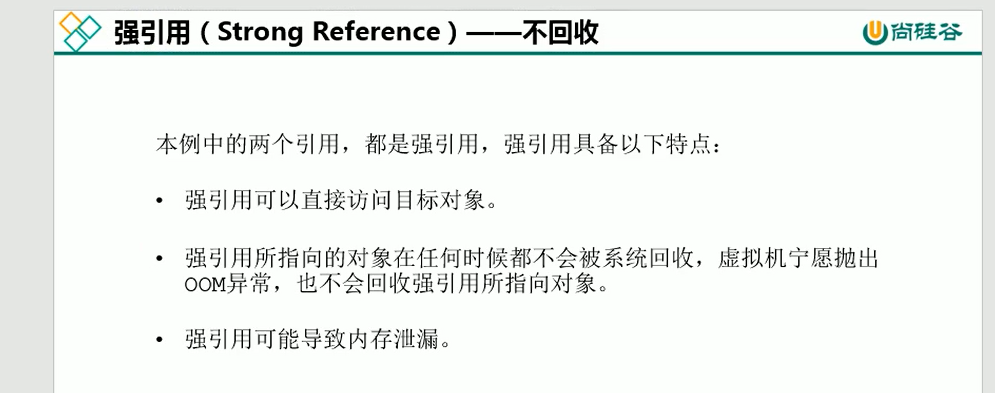 强引用（Strong Reference）——不回收
尚硅谷
本例中的两个引用，都是强引用，强引用具备以下特点：
• 强引用可以直接访问目标对象。
• 强引用所指向的对象在任何时候都不会被系统回收，虚拟机宁愿抛出
OOM异常，也不会回收强引用所指向对象。
• 强引用可能导致内存泄漏。